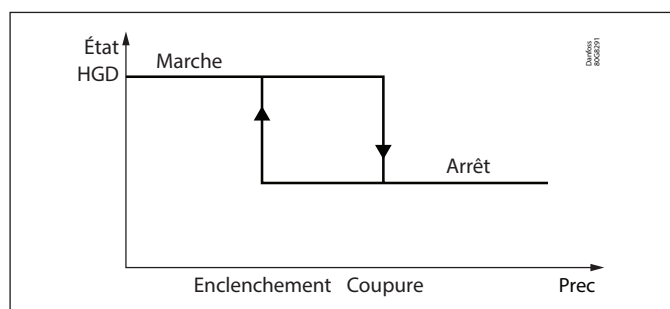 État
HGD
Marche
Danfoss
80G8291
Arrêt
Enclenchement Coupure Prec